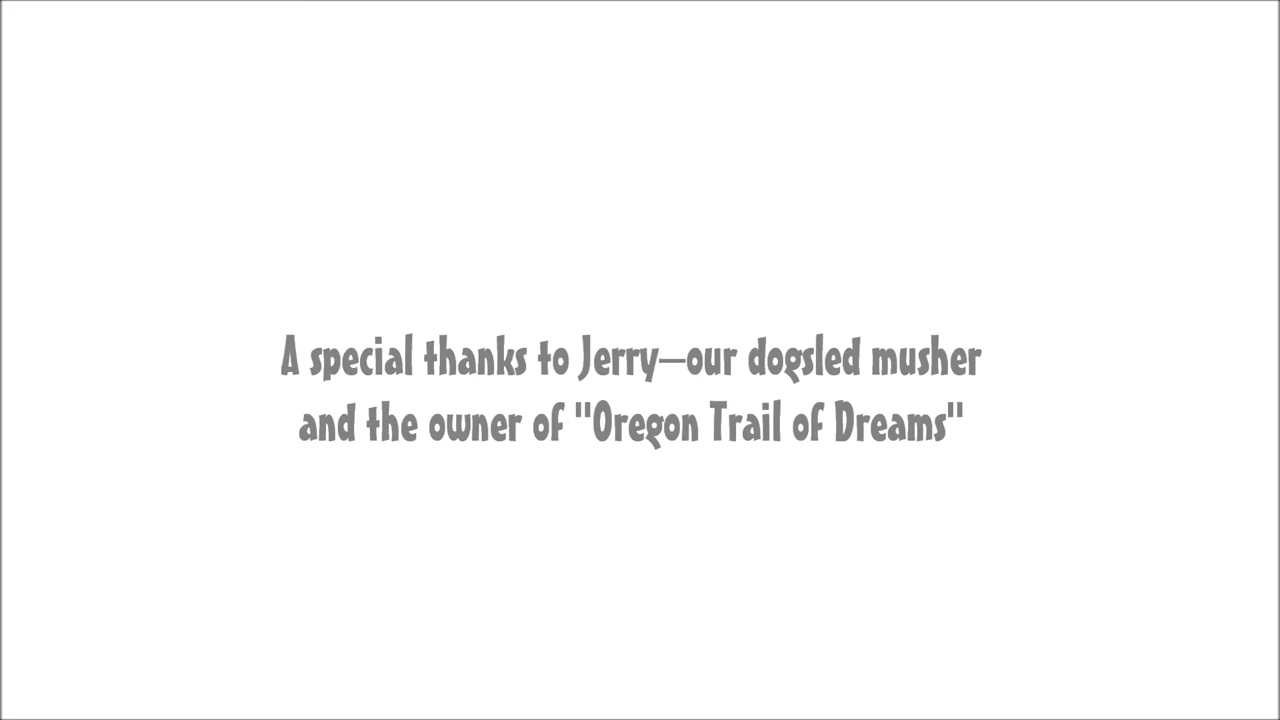 A special thanks to Jerry—our dogsled musher
and the owner of "Oregon Trail of Dreams"